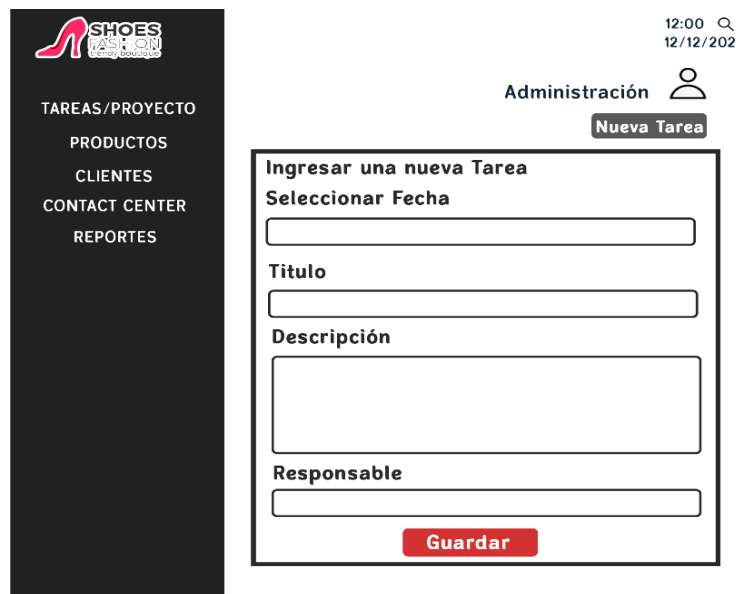 SHOES
FASHION
trendy boutique
12:00
12/12/202
Administración
Nueva Tarea
TAREAS/PROYECTO
PRODUCTOS
CLIENTES
CONTACT CENTER
REPORTES
Ingresar una nueva Tarea
Seleccionar Fecha
Titulo
Descripción
Responsable
Guardar